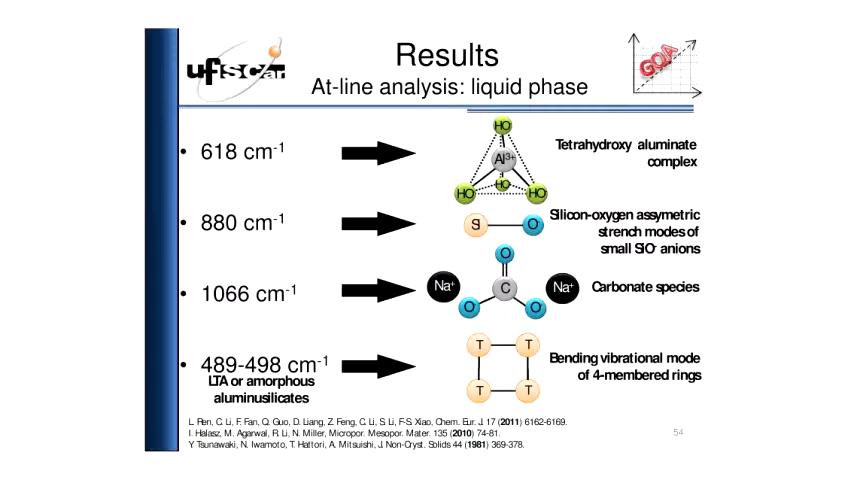 ufscar
Results
At-line analysis: liquid phase
GOA
• 618 cm-1
HO
Al3+
HO
HO
HO
Tetrahydroxy aluminate
complex
• 880 cm-1
Si
O-
Silicon-oxygen assymetric
strench modes of
small SiO- anions
• 1066 cm-1
O
Na+
C
Na+
O-
O-
Carbonate species
• 489-498 cm-1
LTA or amorphous
aluminusilicates
T T
T T
Bending vibrational mode
of 4-membered rings
L. Ren, C. Li, F. Fan, Q. Guo, D. Liang, Z. Feng, C. Li, S. Li, F-S. Xiao, Chem. Eur. J. 17 (2011) 6162-6169.
I. Halasz, M. Agarwal, R. Li, N. Miller, Micropor. Mesopor. Mater. 135 (2010) 74-81.
Y. Tsunawaki, N. Iwamoto, T. Hattori, A. Mitsuishi, J. Non-Cryst. Solids 44 (1981) 369-378.
54